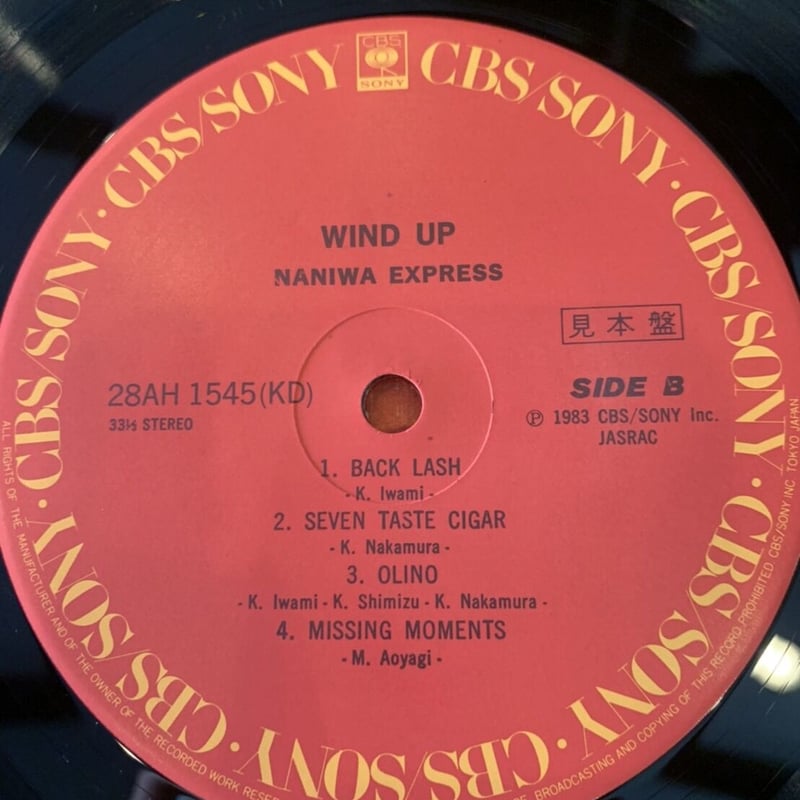 CBS
SONY
CBS/SONY · CBS/SONY · CBS/SONY · CBS/SONY · CBS/SONY · CBS/SONY · CBS/SONY · CBS/SONY
WIND UP
NANIWA EXPRESS
見本盤
28AH 1545(KD)
33⅓ STEREO
SIDE B
Ⓟ 1983 CBS/SONY Inc.
JASRAC
1. BACK LASH
- K. Iwami -
2. SEVEN TASTE CIGAR
- K. Nakamura -
3. OLINO
- K. Iwami - K. Shimizu - K. Nakamura -
4. MISSING MOMENTS
- M. Aoyagi -
ALL RIGHTS OF THE MANUFACTURER AND OF THE OWNER OF THE RECORDED WORK
BROADCASTING AND COPYING OF THIS RECORD PROHIBITED. CBS/SONY INC. TOKYO JAPAN